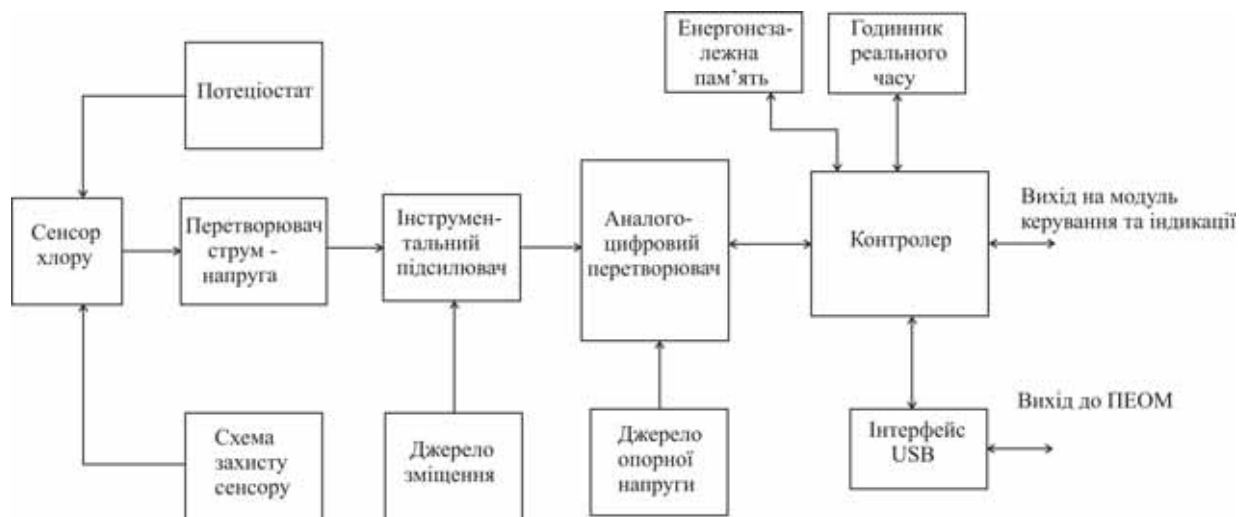 Енергонеза-
лежна
пам’ять
Годинник
реального
часу
Потеціостат
Сенсор
хлору
Перетворювач
струм -
напруга
Інструмен-
тальний
підсилювач
Аналого-
цифровий
перетворювач
Контролер
Вихід на модуль
керування та індикації
Схема
захисту
сенсору
Джерело
зміщення
Джерело
опорної
напруги
Інтерфейс
USB
Вихід до ПЕОМ